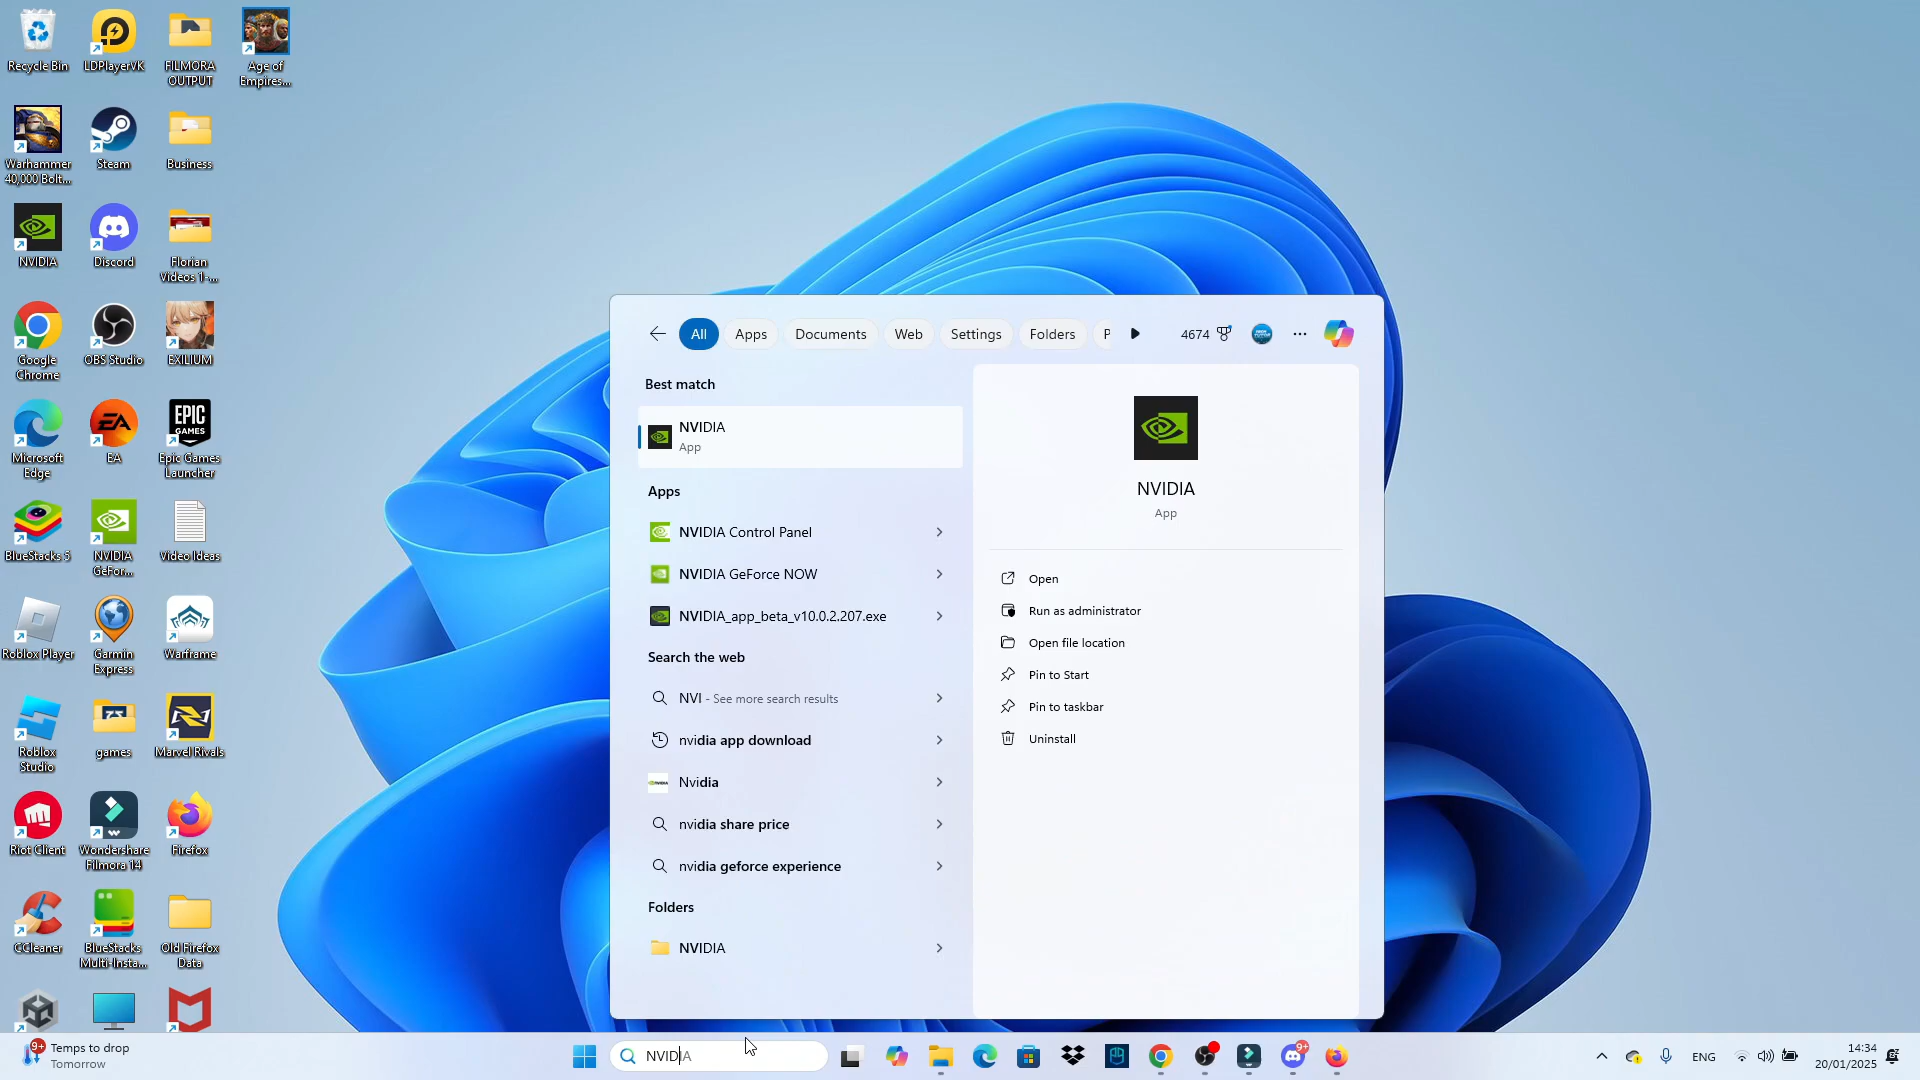 Recycle Bin
LDPlayerVK
FILMORA
OUTPUT
Age of
Empires...
Warhammer
40,000 Bolt...
Steam
Business
NVIDIA
Discord
Florian
Videos 1-...
Google
Chrome
OBS Studio
EXILIUM
Microsoft
Edge
EA
EA
EPIC
GAMES
Epic Games
Launcher
BlueStacks 5
NVIDIA
GeFor...
Video Ideas
Roblox Player
Garmin
Express
Warframe
Roblox
Studio
games
Marvel Rivals
Riot Client
Wondershare
Filmora 14
Firefox
CCleaner
BlueStacks
Multi-Insta...
Old Firefox
Data
All
Apps
Documents
Web
Settings
Folders
P
4674
Best match
NVIDIA
App
Apps
NVIDIA Control Panel
NVIDIA GeForce NOW
NVIDIA_app_beta_v10.0.2.207.exe
Search the web
NVI - See more search results
nvidia app download
Nvidia
nvidia share price
nvidia geforce experience
Folders
NVIDIA
NVIDIA
App
Open
Run as administrator
Open file location
Pin to Start
Pin to taskbar
Uninstall
9+
Temps to drop
Tomorrow
NVIDIA
9+
ENG
14:34
20/01/2025